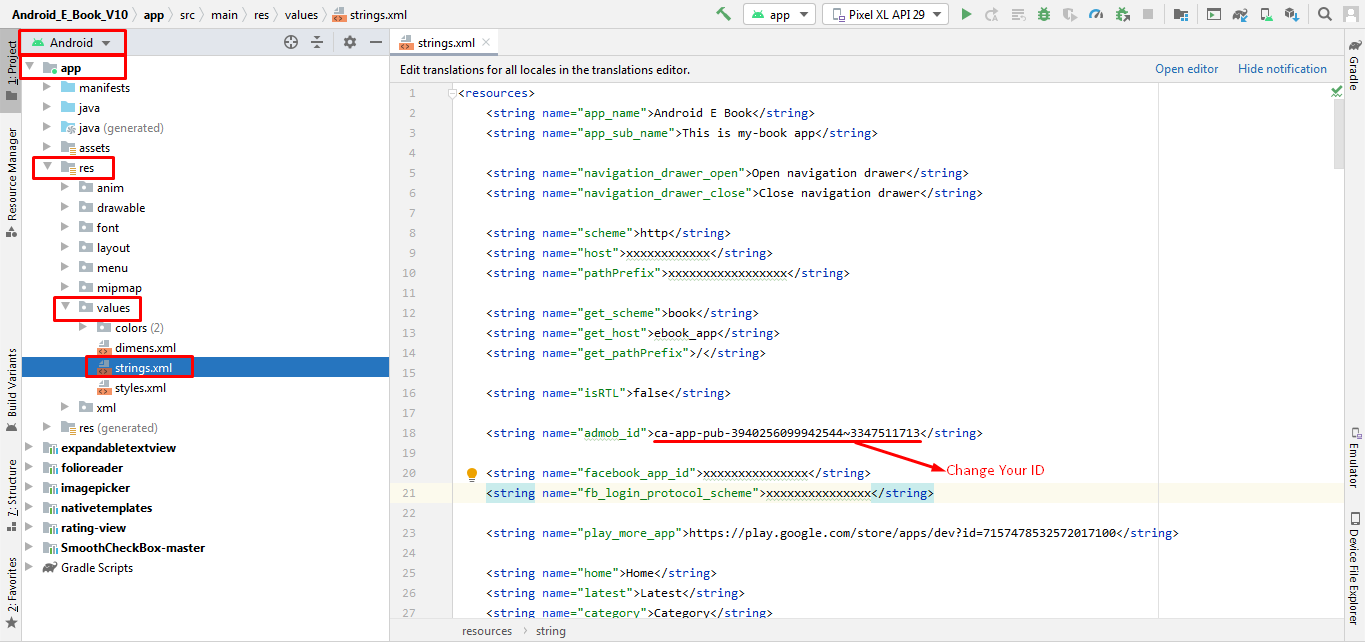 Android_E_Book_V10 app src main res values strings.xml app Pixel XL API 29
1: Project
Resource Manager
Build Variants
7: Structure
2: Favorites
Android
app
manifests
java
java (generated)
assets
res
anim
drawable
font
layout
menu
mipmap
values
colors (2)
dimens.xml
strings.xml
styles.xml
xml
res (generated)
expandabletextview
folioreader
imagepicker
nativetemplates
rating-view
SmoothCheckBox-master
Gradle Scripts
strings.xml
Edit translations for all locales in the translations editor. Open editor Hide notification
1 <resources>
2 <string name="app_name">Android E Book</string>
3 <string name="app_sub_name">This is my-book app</string>
4
5 <string name="navigation_drawer_open">Open navigation drawer</string>
6 <string name="navigation_drawer_close">Close navigation drawer</string>
7
8 <string name="scheme">http</string>
9 <string name="host">xxxxxxxxxxxx</string>
10 <string name="pathPrefix">xxxxxxxxxxxxxxxxx</string>
11
12 <string name="get_scheme">book</string>
13 <string name="get_host">ebook_app</string>
14 <string name="get_pathPrefix">/</string>
15
16 <string name="isRTL">false</string>
17
18 <string name="admob_id">ca-app-pub-3940256099942544~3347511713</string>
19
Change Your ID
20 <string name="facebook_app_id">xxxxxxxxxxxxxxx</string>
21 <string name="fb_login_protocol_scheme">xxxxxxxxxxxxxxx</string>
22
23 <string name="play_more_app">https://play.google.com/store/apps/dev?id=7157478532572017100</string>
24
25 <string name="home">Home</string>
26 <string name="latest">Latest</string>
27 <string name="category">Category</string>
resources string
Gradle
Emulator
Device File Explorer